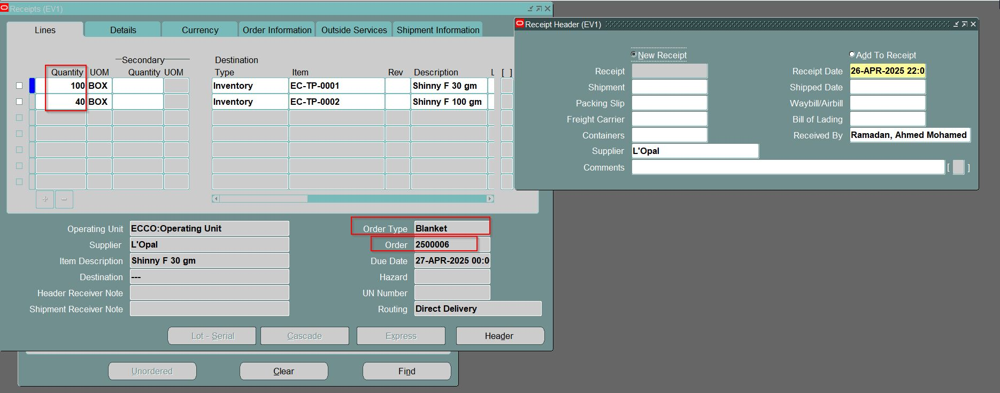 Receipts (EV1)
Lines Details Currency Order Information Outside Services Shipment Information
Secondary Destination
Quantity UOM Quantity UOM Type Item Rev Description L [ ]
100 BOX Inventory EC-TP-0001 Shinny F 30 gm
40 BOX Inventory EC-TP-0002 Shinny F 100 gm
Operating Unit ECCO:Operating Unit Order Type Blanket
Supplier L'Opal Order 2500006
Item Description Shinny F 30 gm Due Date 27-APR-2025 00:0
Destination --- Hazard
Header Receiver Note UN Number
Shipment Receiver Note Routing Direct Delivery
Lot - Serial Cascade Express Header
Unordered Clear Find
Receipt Header (EV1)
New Receipt Add To Receipt
Receipt Receipt Date 26-APR-2025 22:0
Shipment Shipped Date
Packing Slip Waybill/Airbill
Freight Carrier Bill of Lading
Containers Received By Ramadan, Ahmed Mohamed
Supplier L'Opal
Comments [ ]